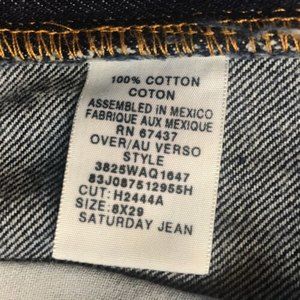 100% COTTON
COTON
ASSEMBLED IN MEXICO
FABRIQUE AUX MEXIQUE
RN 67437
OVER/AU VERSO
STYLE
3825WAQ1647
83J087512955H
CUT: H2444A
SIZE: 8X29
SATURDAY JEAN